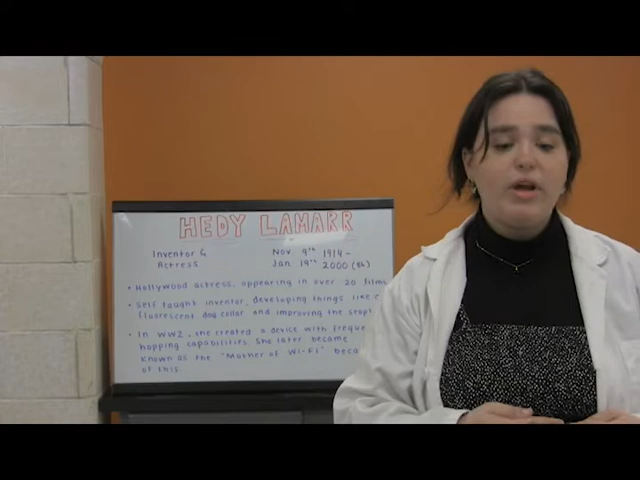 HEDY LAMARR
Inventor &
Actress
Nov 9th 1914 -
Jan 19th 2000 (86)
• Hollywood actress, appearing in over 20 films
• Self taught inventor, developing things like
fluorescent dog collar and improving the
• In WW2, she created a device with
hopping capabilities She later became
known as the "Mother of Wi-Fi"
of this